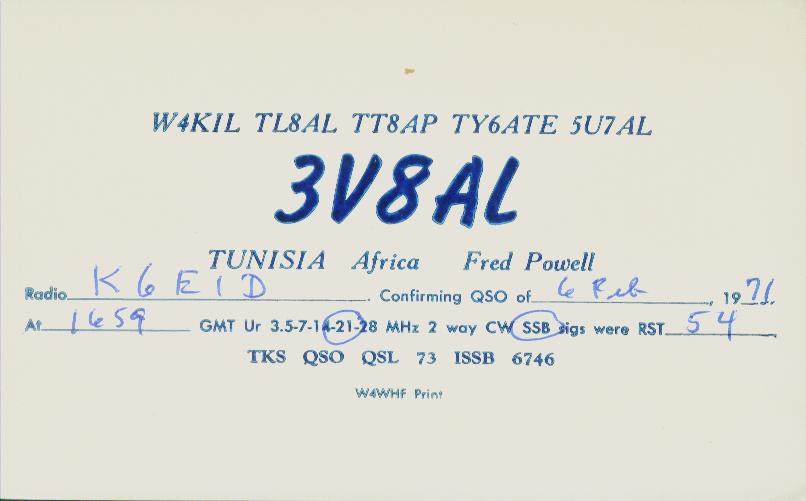 W4KIL TL8AL TT8AP TY6ATE 5U7AL
3V8AL
TUNISIA Africa Fred Powell
Radio K6EID. Confirming QSO of 6 Feb, 1971.
At 1659 GMT Ur 3.5-7-14-21-28 MHz 2 way CW SSB sigs were RST 54
TKS QSO QSL 73 ISSB 6746
W4WHF Print